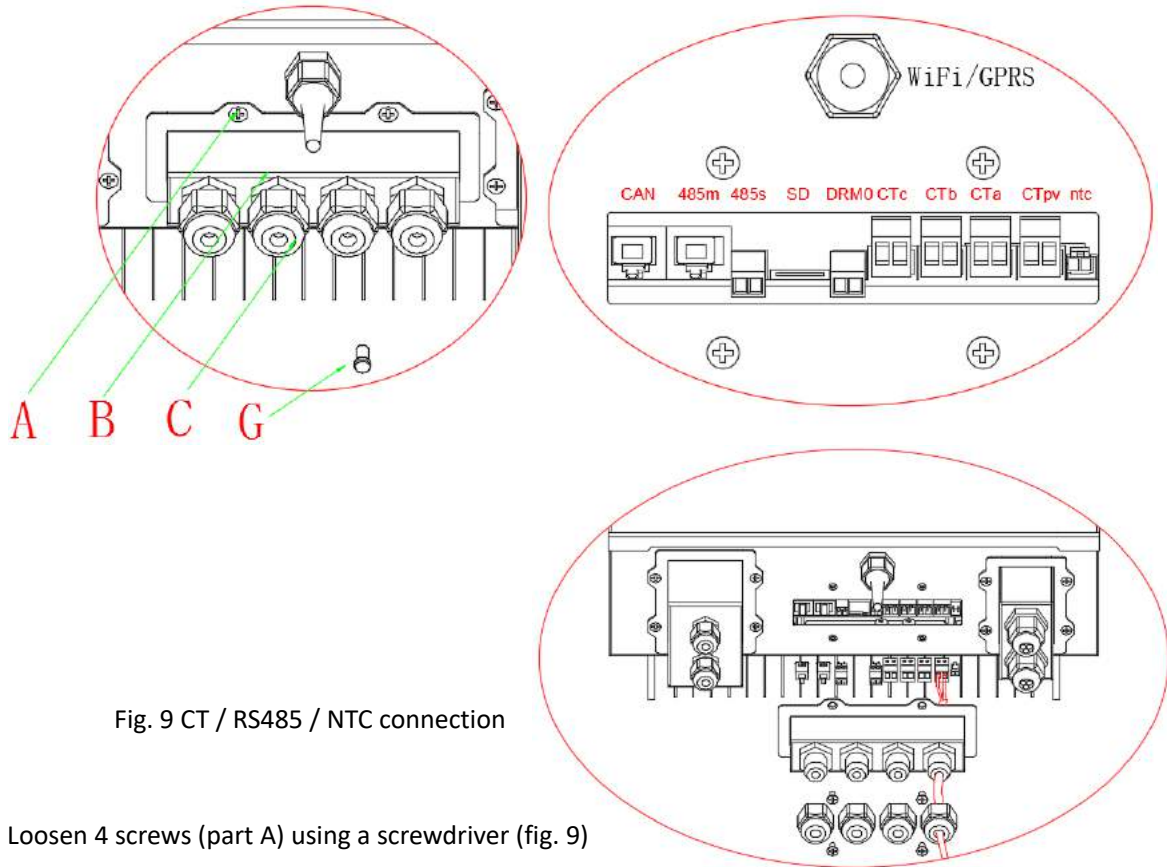 WiFi/GPRS
CAN 485m 485s SD DRM0 CTc CTb CTa CTpv ntc
A B C G
Fig. 9 CT / RS485 / NTC connection
Loosen 4 screws (part A) using a screwdriver (fig. 9)